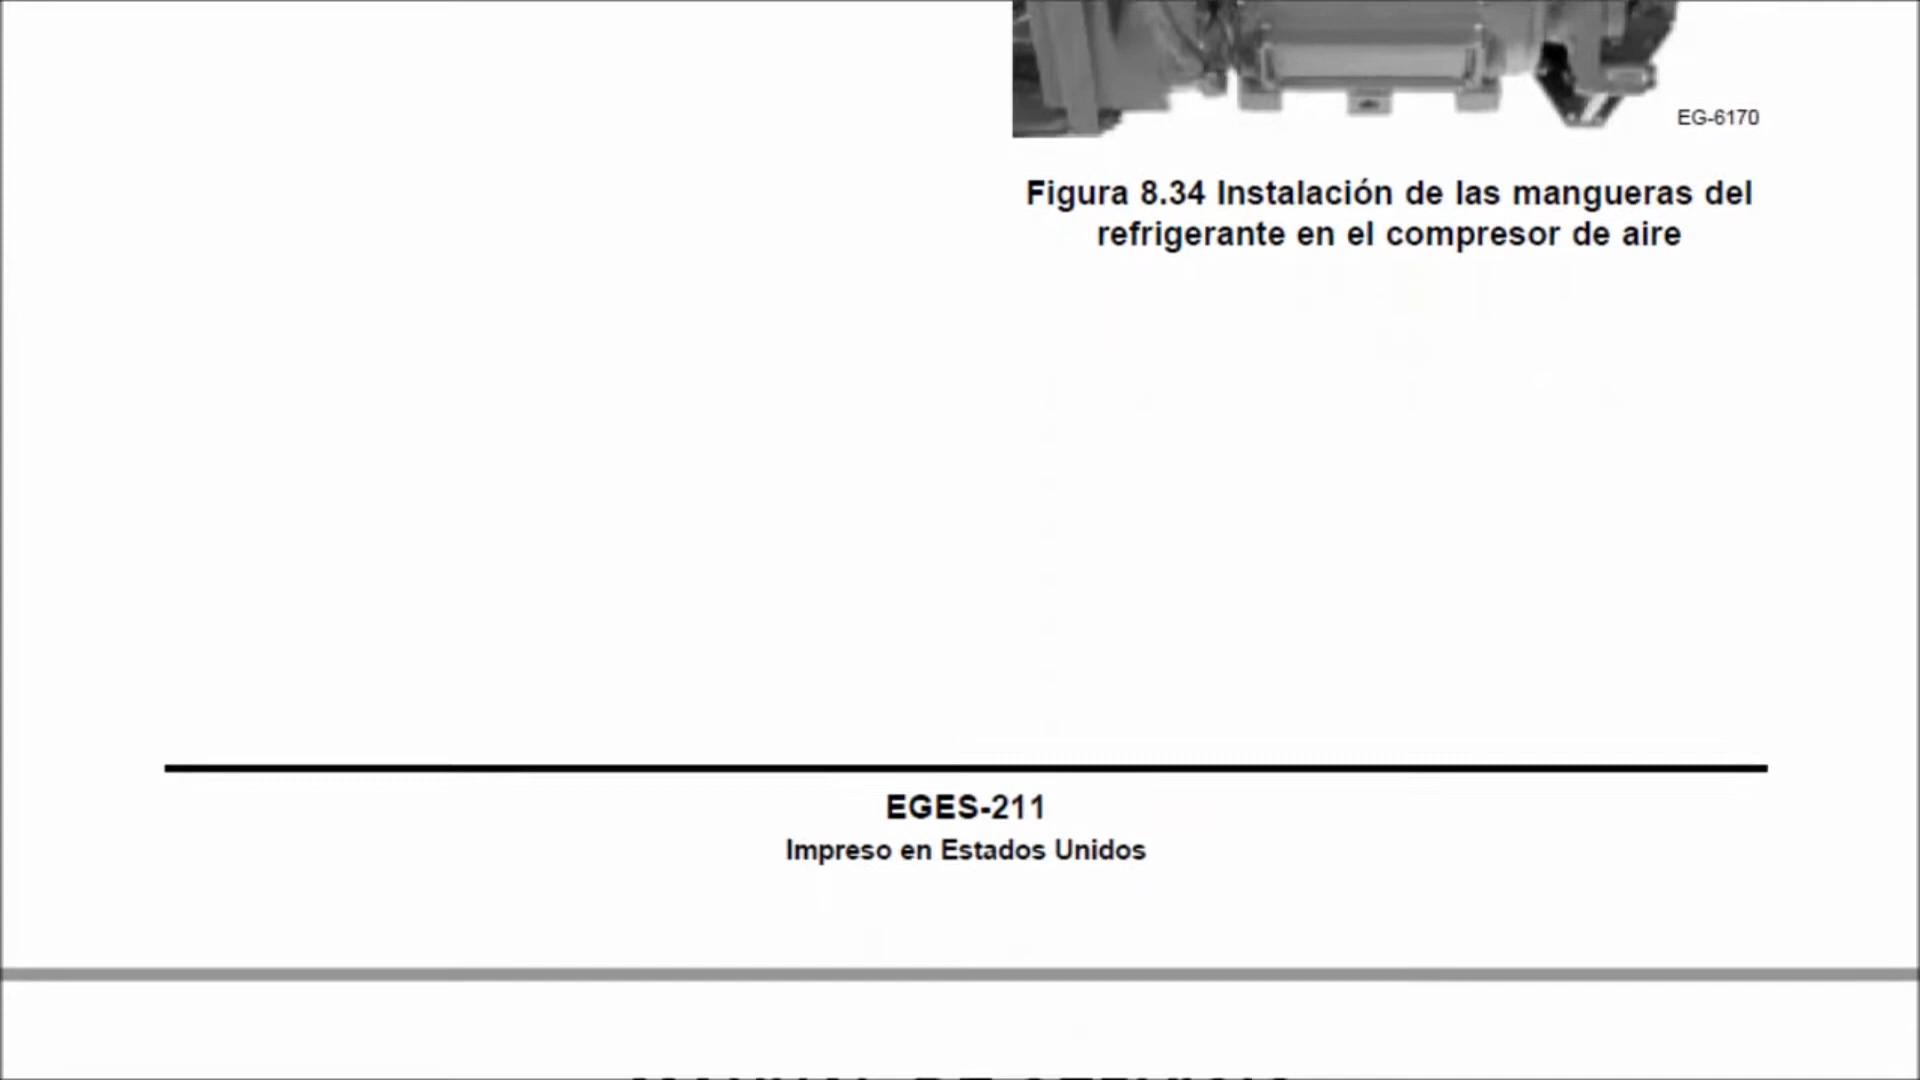 EG-6170
Figura 8.34 Instalación de las mangueras del
refrigerante en el compresor de aire
EGES-211
Impreso en Estados Unidos